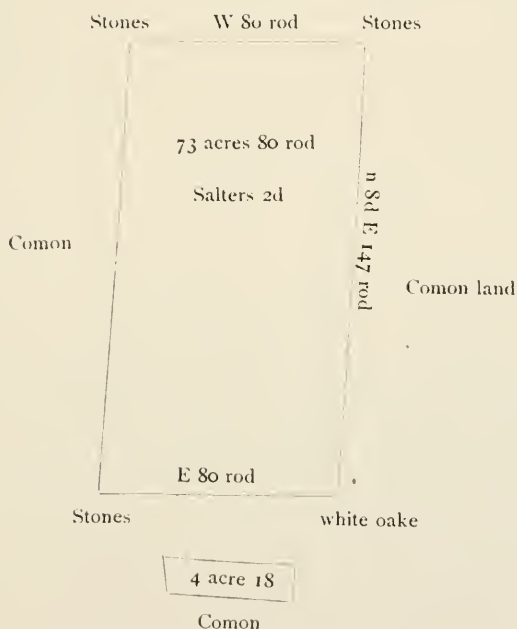 Stones W 80 rod Stones
73 acres 80 rod
Salters 2d
n 8d E 147 rod
Comon
Comon land
E 80 rod
Stones white oake
4 acre 18
Comon